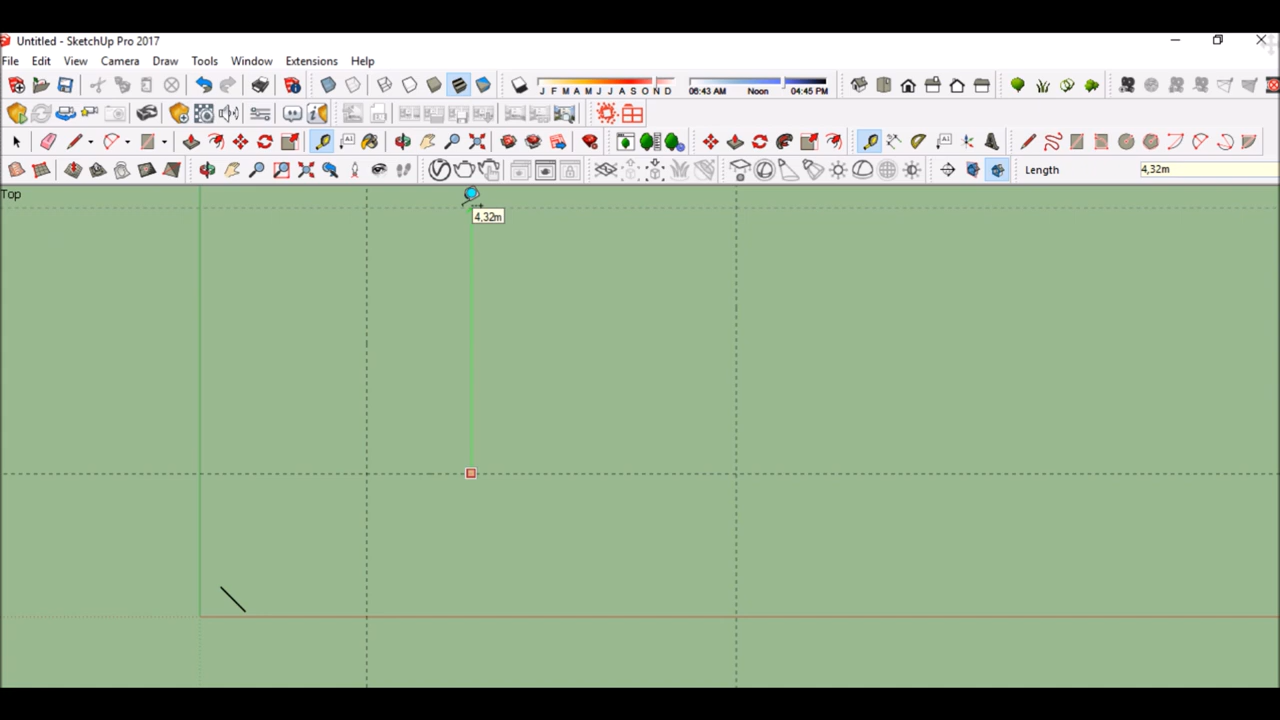 Untitled - SketchUp Pro 2017
File Edit View Camera Draw Tools Window Extensions Help
J F M A M J J A S O N D 06:43 AM Noon 04:45 PM
Length 4,32m
Top
4,32m